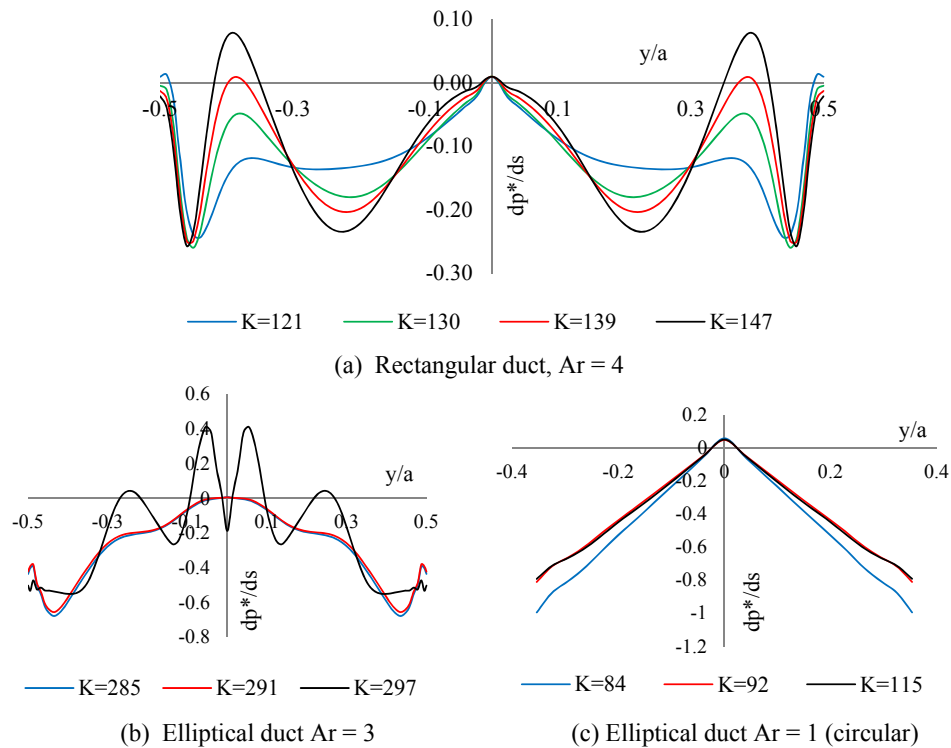 0.10
y/a
0.00
-0.5 -0.3 -0.1 0.1 0.3 0.5
-0.10
-0.20
-0.30
dp*/ds
K=121 K=130 K=139 K=147
(a) Rectangular duct, Ar = 4
0.6
0.4
0.2
y/a
0
-0.5 -0.3 -0.1 0.1 0.3 0.5
-0.2
-0.4
-0.6
-0.8
dp*/ds
K=285 K=291 K=297
(b) Elliptical duct Ar = 3
0.2
y/a
0
-0.4 -0.2 0 0.2 0.4
-0.2
-0.4
-0.6
-0.8
-1
-1.2
dp*/ds
K=84 K=92 K=115
(c) Elliptical duct Ar = 1 (circular)